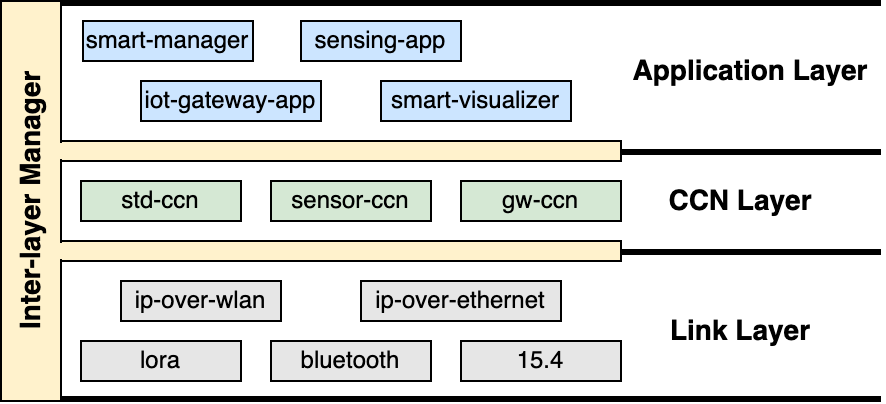 Inter-layer Manager
smart-manager
sensing-app
iot-gateway-app
smart-visualizer
Application Layer
std-ccn
sensor-ccn
gw-ccn
CCN Layer
ip-over-wlan
ip-over-ethernet
lora
bluetooth
15.4
Link Layer